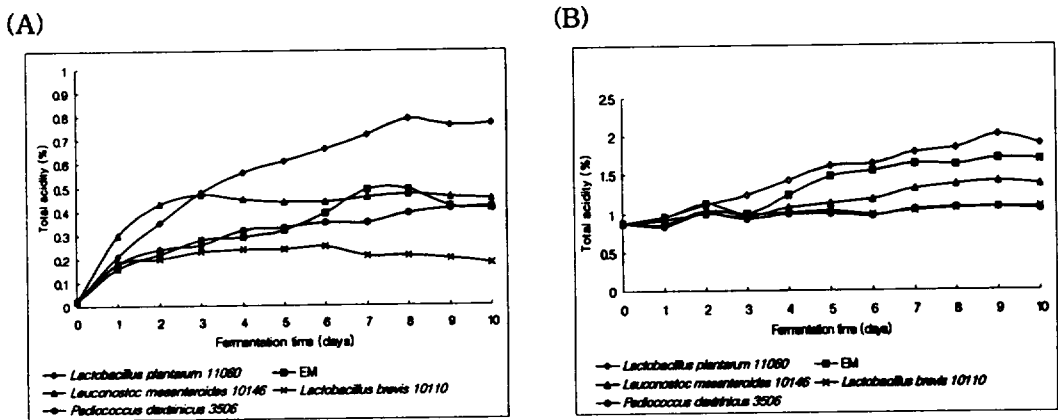 (A)
1
0.9
0.8
0.7
0.6
0.5
0.4
0.3
0.2
0.1
0
Total acidity (%)
0 1 2 3 4 5 6 7 8 9 10
Fermentation time (days)
Lactobacillus plantarum 11080 EM
Leuconostoc mesenteroides 10146 Lactobacillus brevis 10110
Pediococcus dextrinicus 3506
(B)
2.5
2
1.5
1
0.5
0
Total acidity (%)
0 1 2 3 4 5 6 7 8 9 10
Fermentation time (days)
Lactobacillus plantarum 11080 EM
Leuconostoc mesenteroides 10146 Lactobacillus brevis 10110
Pediococcus dextrinicus 3506